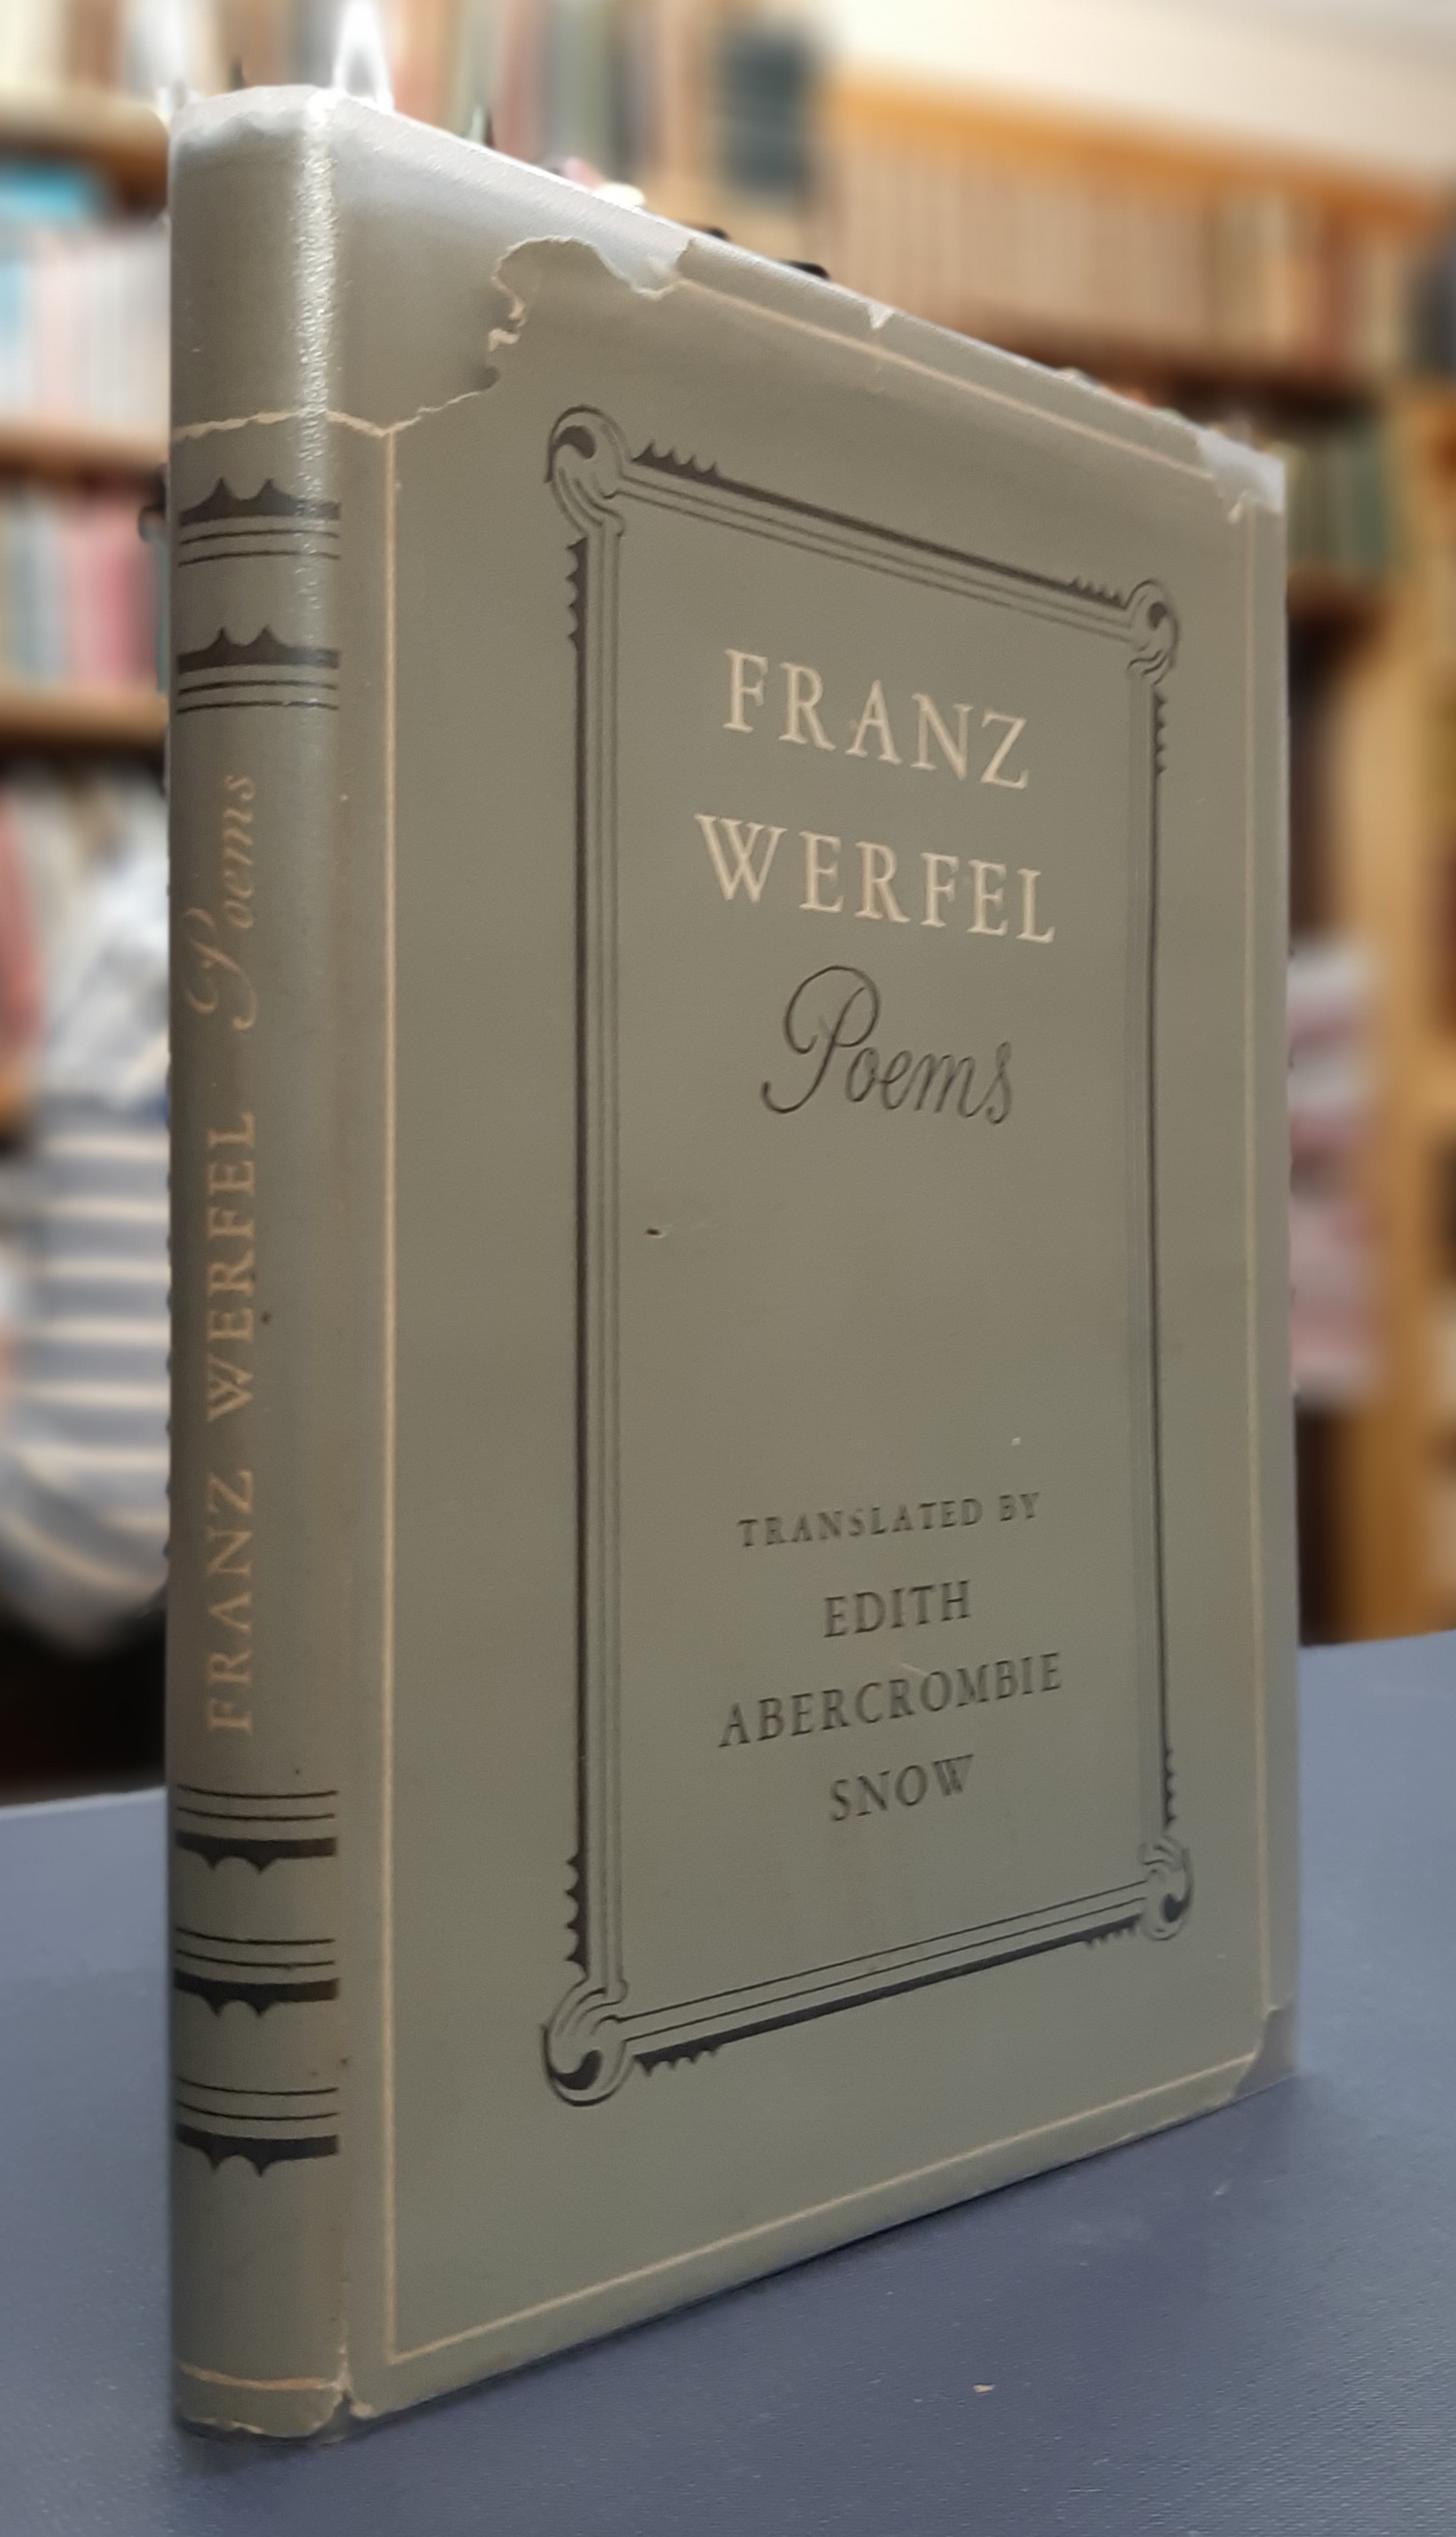 FRANZ WERFEL Poems
FRANZ
WERFEL
Poems
TRANSLATED BY
EDITH
ABERCROMBIE
SNOW